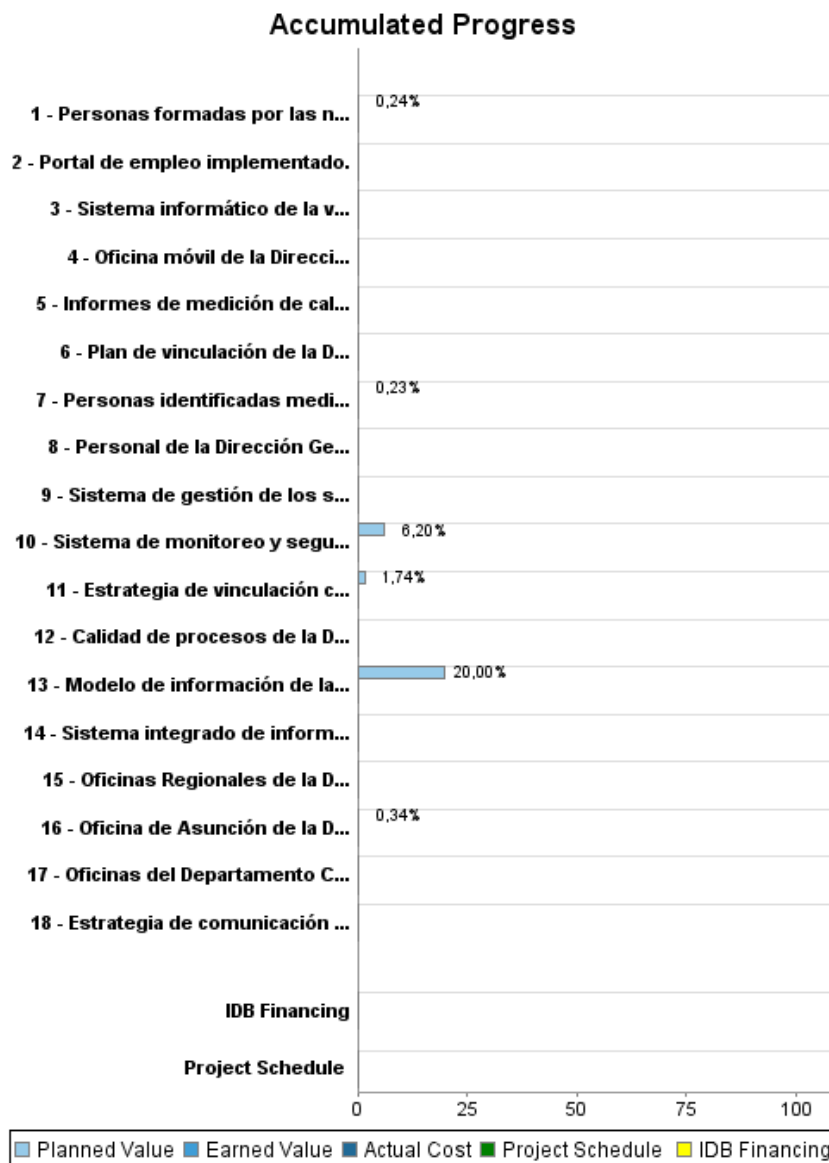 Accumulated Progress
0,24%
1 - Personas formadas por las n...
2 - Portal de empleo implementado.
3 - Sistema informático de la v...
4 - Oficina móvil de la Direcci...
5 - Informes de medición de cal...
6 - Plan de vinculación de la D...
0,23%
7 - Personas identificadas medi...
8 - Personal de la Dirección Ge...
9 - Sistema de gestión de los s...
6,20%
10 - Sistema de monitoreo y segu...
1,74%
11 - Estrategia de vinculación c...
12 - Calidad de procesos de la D...
20,00%
13 - Modelo de información de la...
14 - Sistema integrado de inform...
15 - Oficinas Regionales de la D...
0,34%
16 - Oficina de Asunción de la D...
17 - Oficinas del Departamento C...
18 - Estrategia de comunicación ...
IDB Financing
Project Schedule
0 25 50 75 100
Planned Value Earned Value Actual Cost Project Schedule IDB Financing